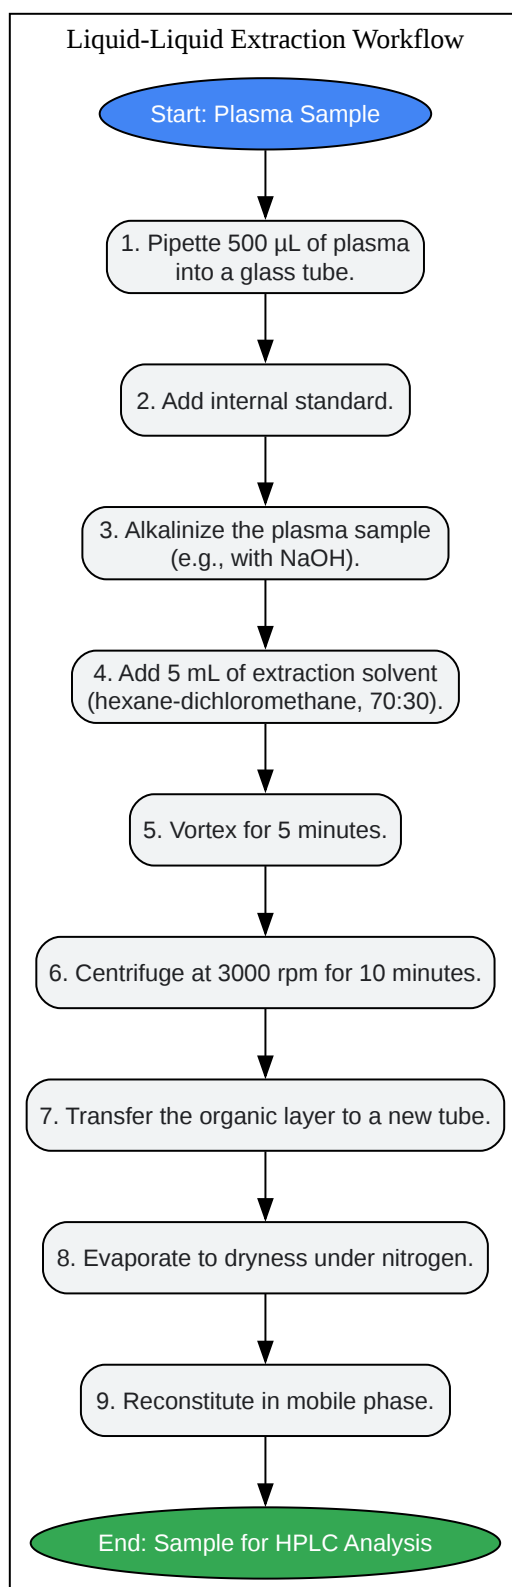 Liquid-Liquid Extraction Workflow
Start: Plasma Sample
1. Pipette 500 µL of plasma
into a glass tube.
2. Add internal standard.
3. Alkalinize the plasma sample
(e.g., with NaOH).
4. Add 5 mL of extraction solvent
(hexane-dichloromethane, 70:30).
5. Vortex for 5 minutes.
6. Centrifuge at 3000 rpm for 10 minutes.
7. Transfer the organic layer to a new tube.
8. Evaporate to dryness under nitrogen.
9. Reconstitute in mobile phase.
End: Sample for HPLC Analysis